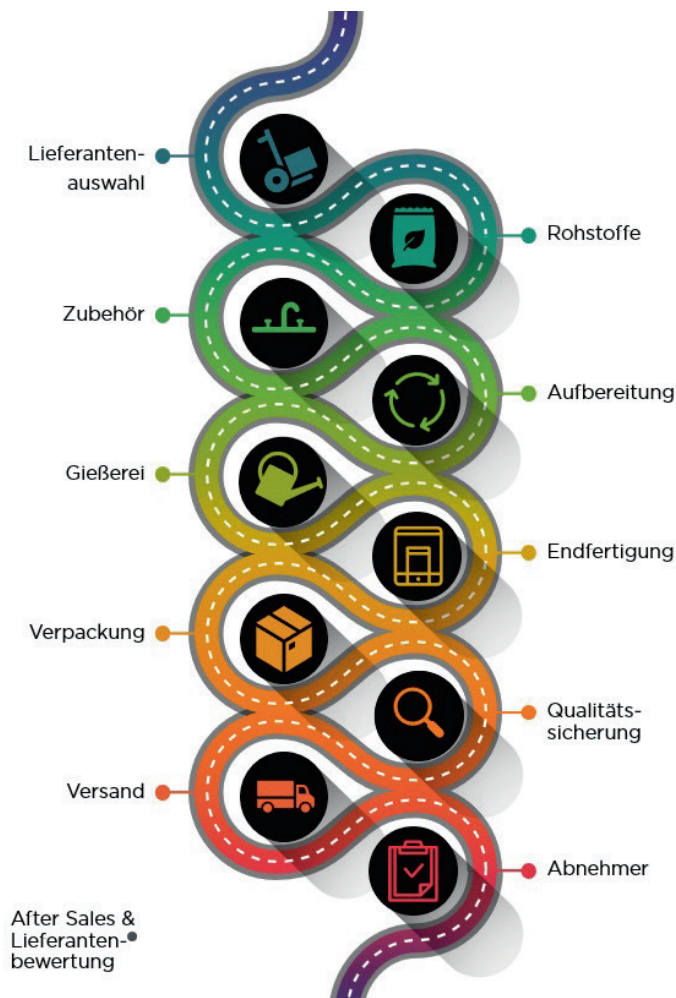 Lieferanten-
auswahl
Rohstoffe
Zubehör
Aufbereitung
Gießerei
Endfertigung
Verpackung
Qualitäts-
sicherung
Versand
Abnehmer
After Sales &
Lieferanten-
bewertung